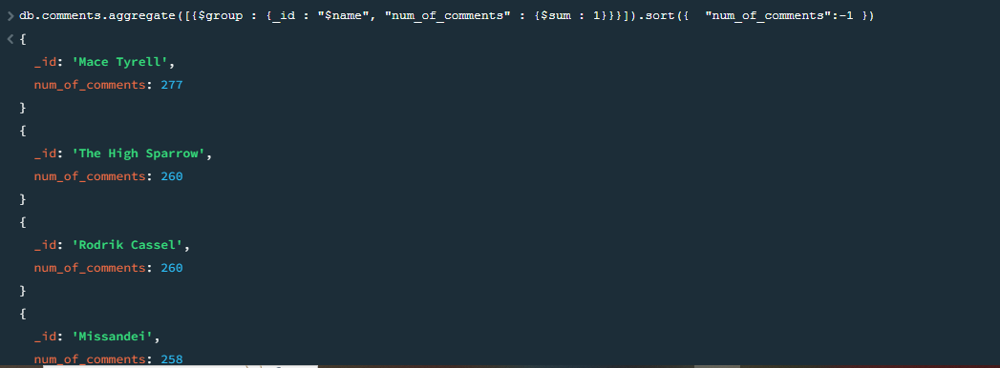 db.comments.aggregate([{$group : {_id : "$name", "num_of_comments" : {$sum : 1}}}]).sort({  "num_of_comments":-1 })
{
_id: 'Mace Tyrell',
num_of_comments: 277
}
{
_id: 'The High Sparrow',
num_of_comments: 260
}
{
_id: 'Rodrik Cassel',
num_of_comments: 260
}
{
_id: 'Missandei',
num_of_comments: 258